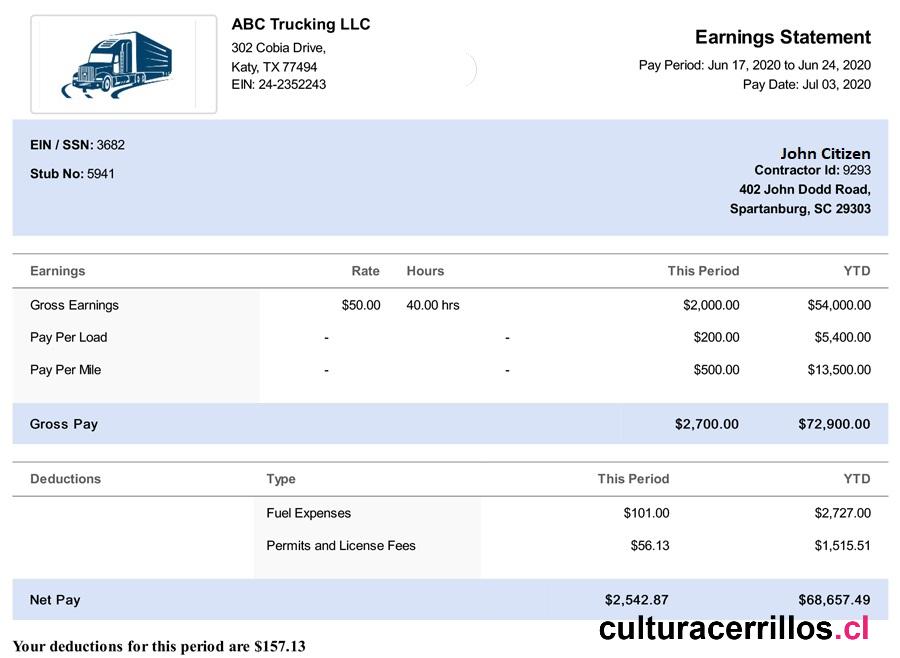 ABC Trucking LLC
302 Cobia Drive,
Katy, TX 77494
EIN: 24-2352243
Earnings Statement
Pay Period: Jun 17, 2020 to Jun 24, 2020
Pay Date: Jul 03, 2020
EIN / SSN: 3682
Stub No: 5941
John Citizen
Contractor Id: 9293
402 John Dodd Road,
Spartanburg, SC 29303
Earnings Rate Hours This Period YTD
Gross Earnings $50.00 40.00 hrs $2,000.00 $54,000.00
Pay Per Load - - $200.00 $5,400.00
Pay Per Mile - - $500.00 $13,500.00
Gross Pay $2,700.00 $72,900.00
Deductions Type This Period YTD
Fuel Expenses $101.00 $2,727.00
Permits and License Fees $56.13 $1,515.51
Net Pay $2,542.87 $68,657.49
Your deductions for this period are $157.13
culturacerrillos.cl